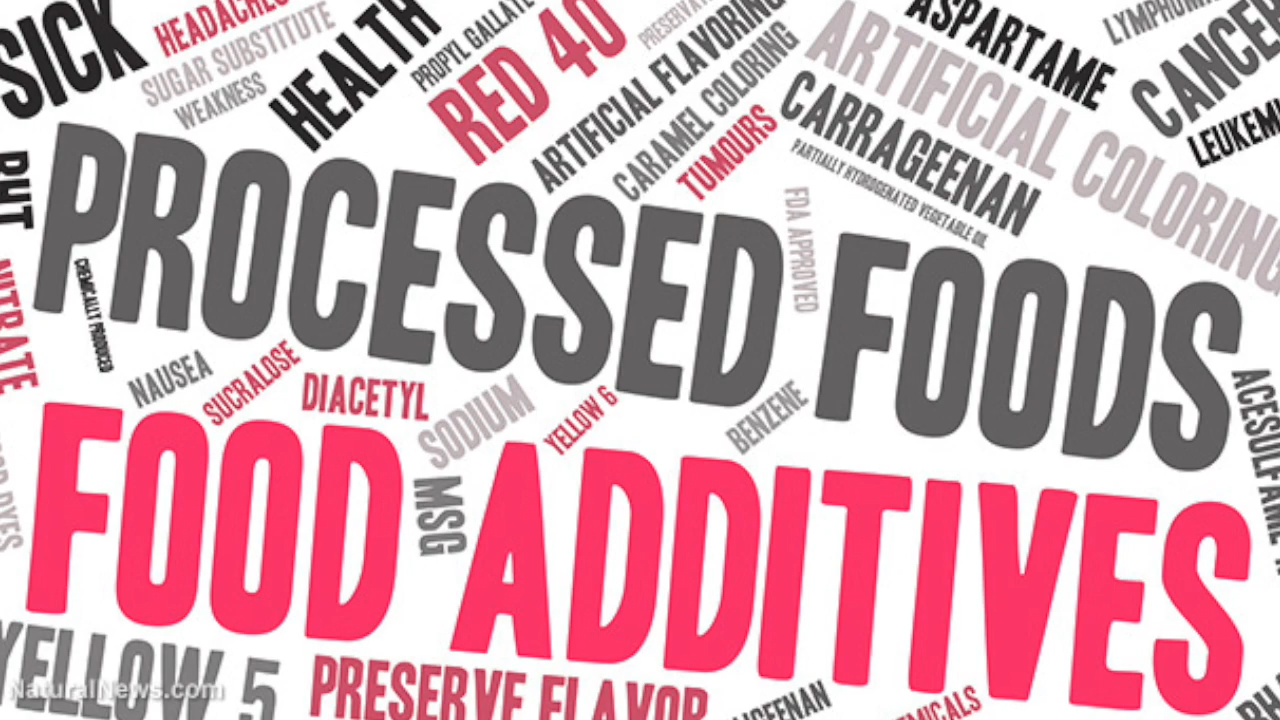 SICK
HEADACHES
SUGAR SUBSTITUTE
WEAKNESS
HEALTH
PROPYL GALLATE
RED 40
ARTIFICIAL FLAVORING
CARAMEL COLORING
TUMOURS
ASPARTAME
ARTIFICIAL COLORING
CARRAGEENAN
PARTIALLY HYDROGENATED VEGETABLE OIL
CANCER
BHT
PROCESSED FOODS
FDA APPROVED
CHEMICALLY PRODUCED
NITRATE
NAUSEA
SUCRALOSE
DIACETYL
SODIUM
YELLOW 6
BENZENE
MSG
FOOD ADDITIVES
YELLOW 5
PRESERVE FLAVOR
NaturalNews.com